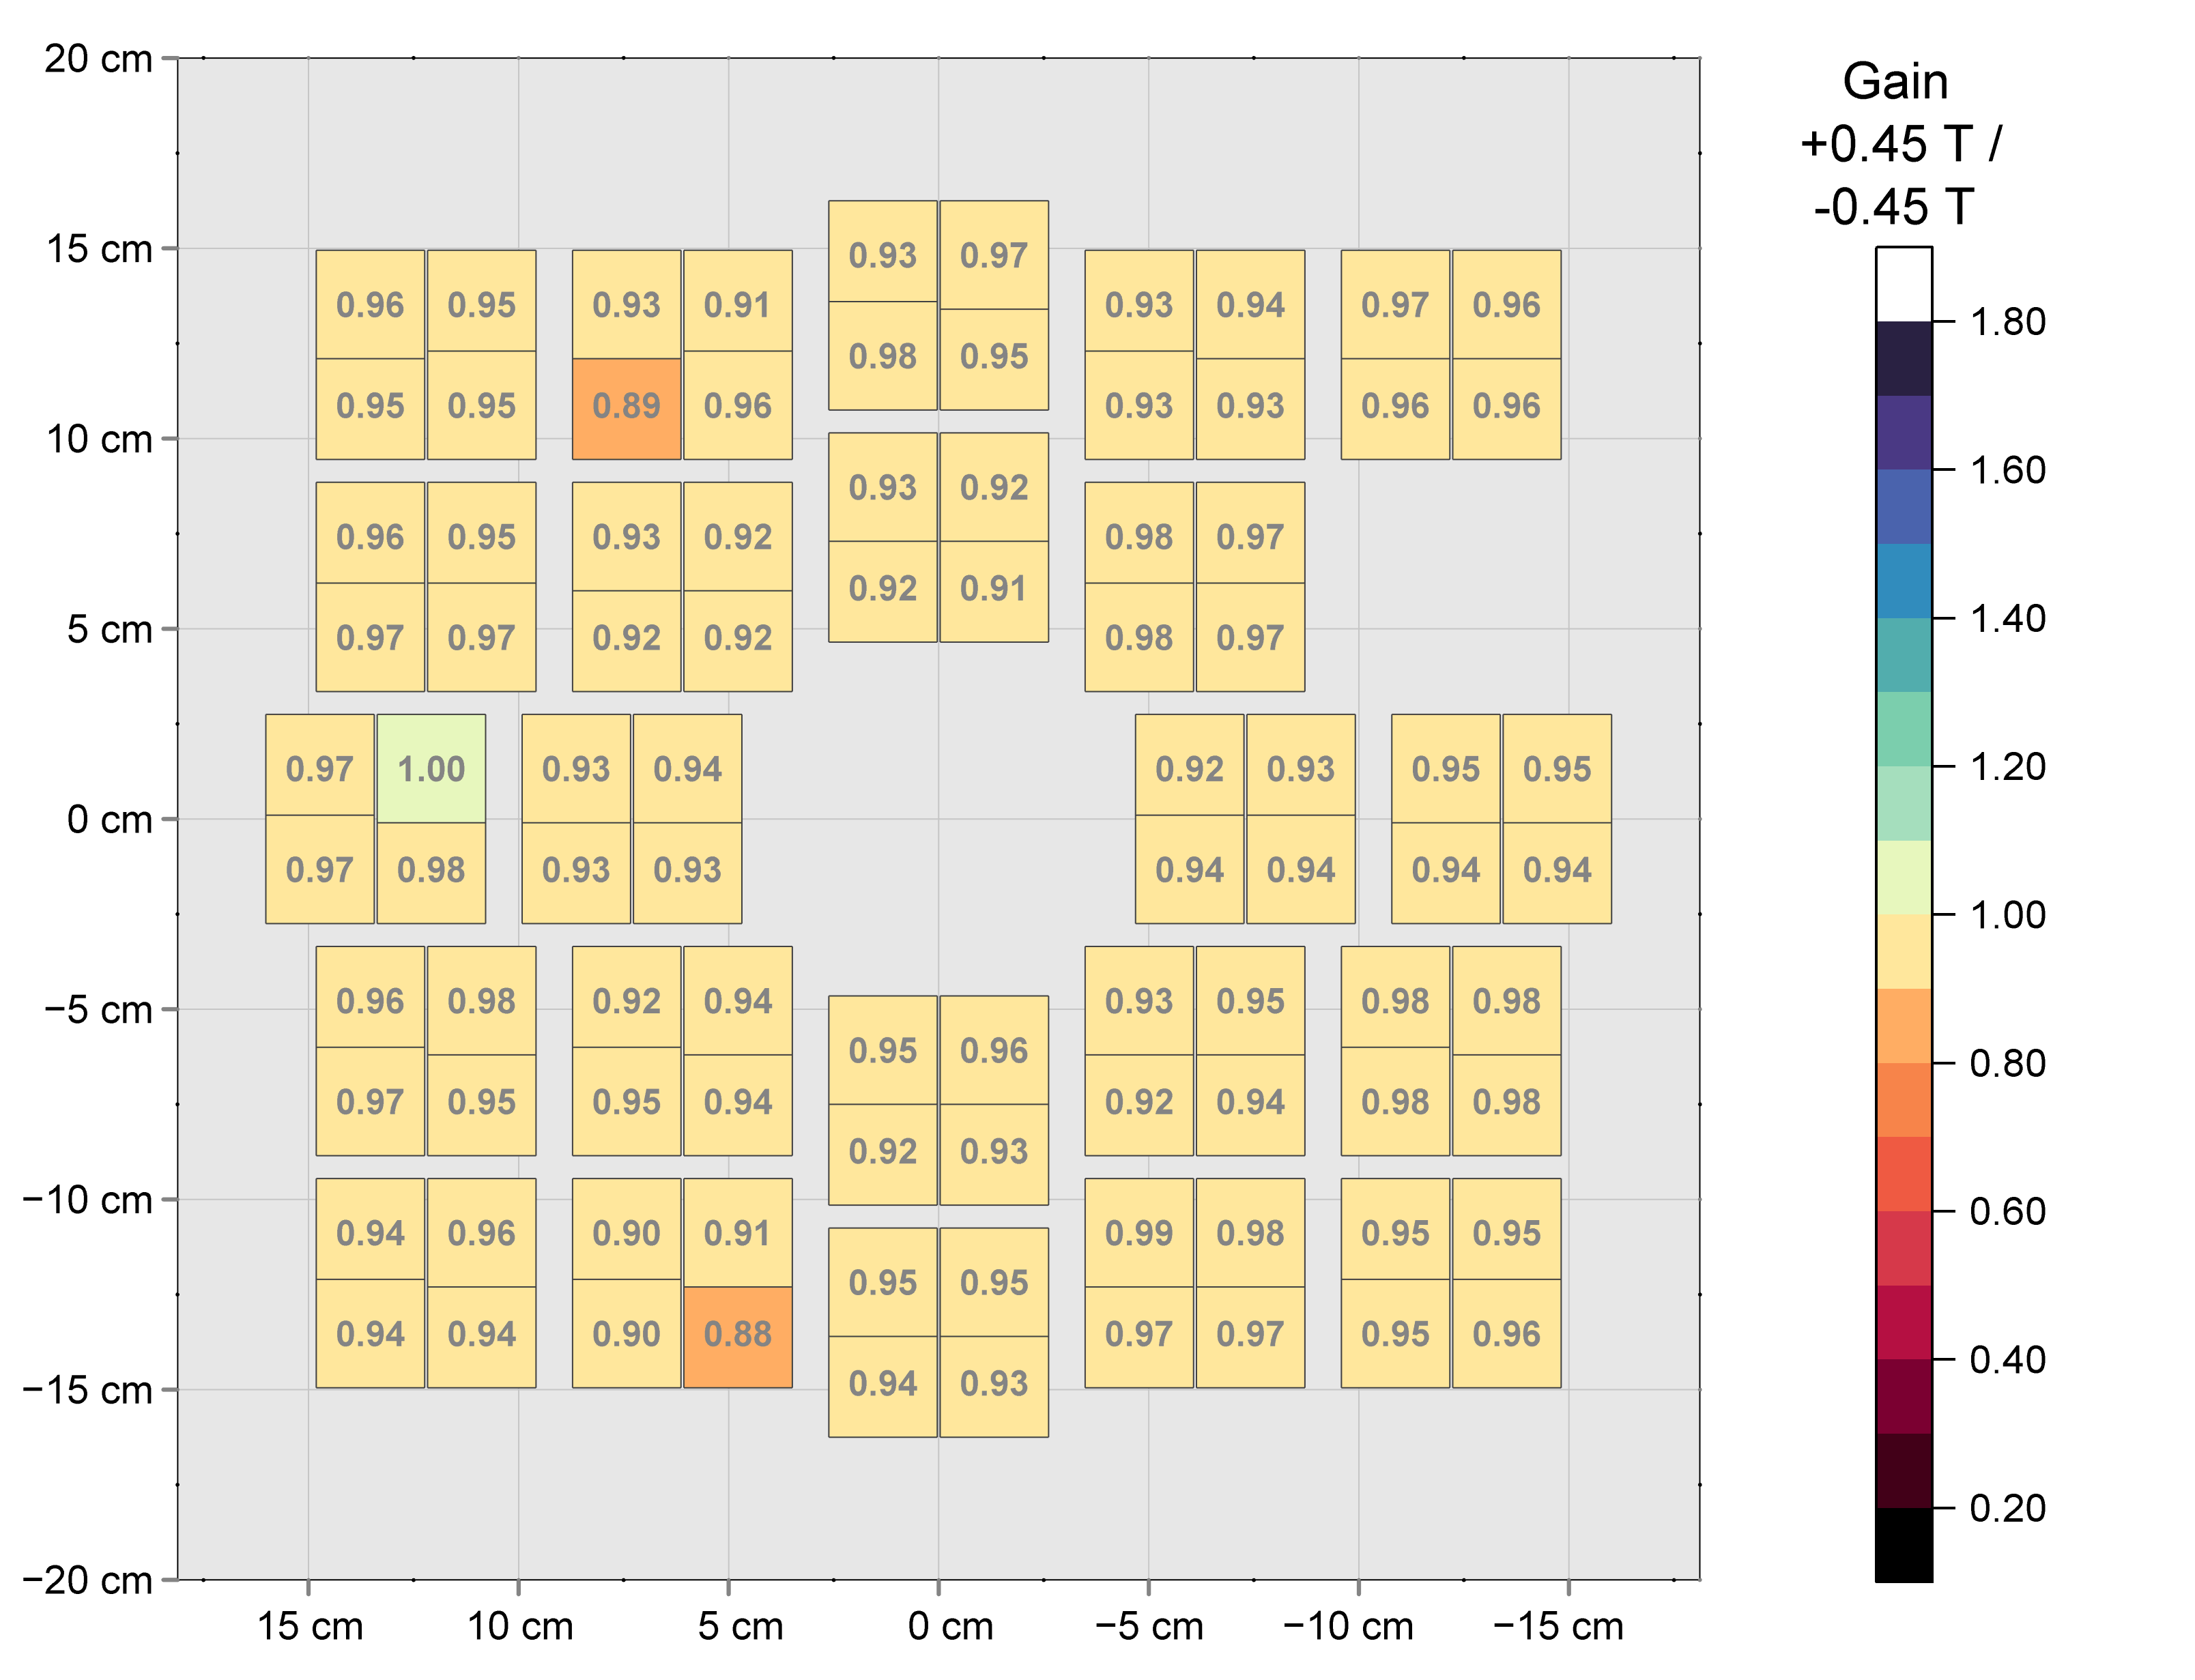 Gain
+0.45 T /
-0.45 T
20 cm
15 cm
10 cm
5 cm
0 cm
−5 cm
−10 cm
−15 cm
−20 cm
0.93 0.97
0.96 0.95 0.93 0.91 0.93 0.94 0.97 0.96
0.98 0.95
0.95 0.95 0.89 0.96 0.93 0.93 0.96 0.96
0.93 0.92
0.96 0.95 0.93 0.92 0.98 0.97
0.92 0.91
0.97 0.97 0.92 0.92 0.98 0.97
0.97 1.00 0.93 0.94 0.92 0.93 0.95 0.95
0.97 0.98 0.93 0.93 0.94 0.94 0.94 0.94
0.96 0.98 0.92 0.94 0.93 0.95 0.98 0.98
0.95 0.96
0.97 0.95 0.95 0.94 0.92 0.94 0.98 0.98
0.92 0.93
0.94 0.96 0.90 0.91 0.99 0.98 0.95 0.95
0.95 0.95
0.94 0.94 0.90 0.88 0.97 0.97 0.95 0.96
0.94 0.93
15 cm 10 cm 5 cm 0 cm −5 cm −10 cm −15 cm
1.80
1.60
1.40
1.20
1.00
0.80
0.60
0.40
0.20